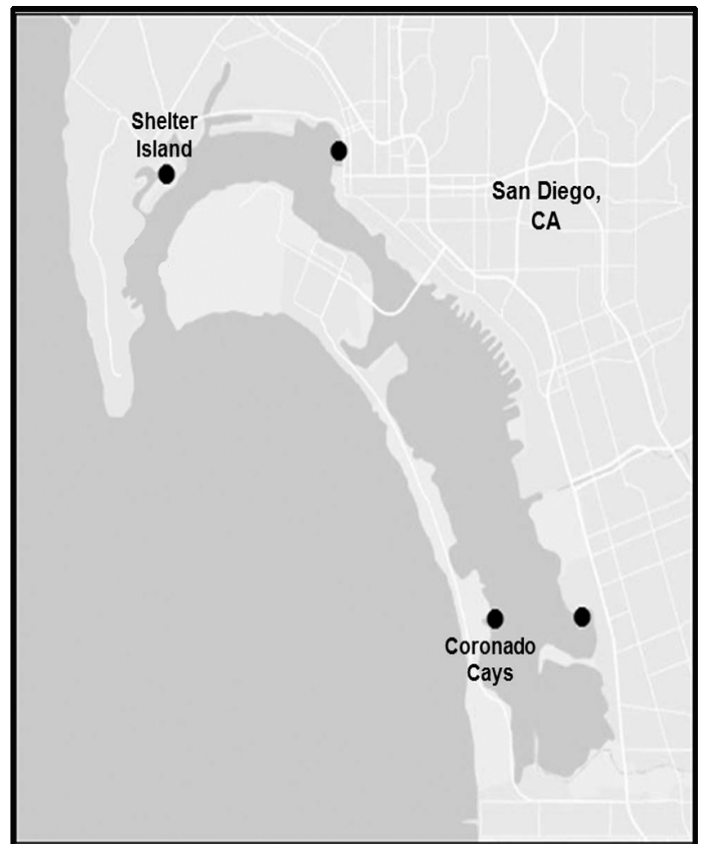 Shelter
Island
San Diego,
CA
Coronado
Cays